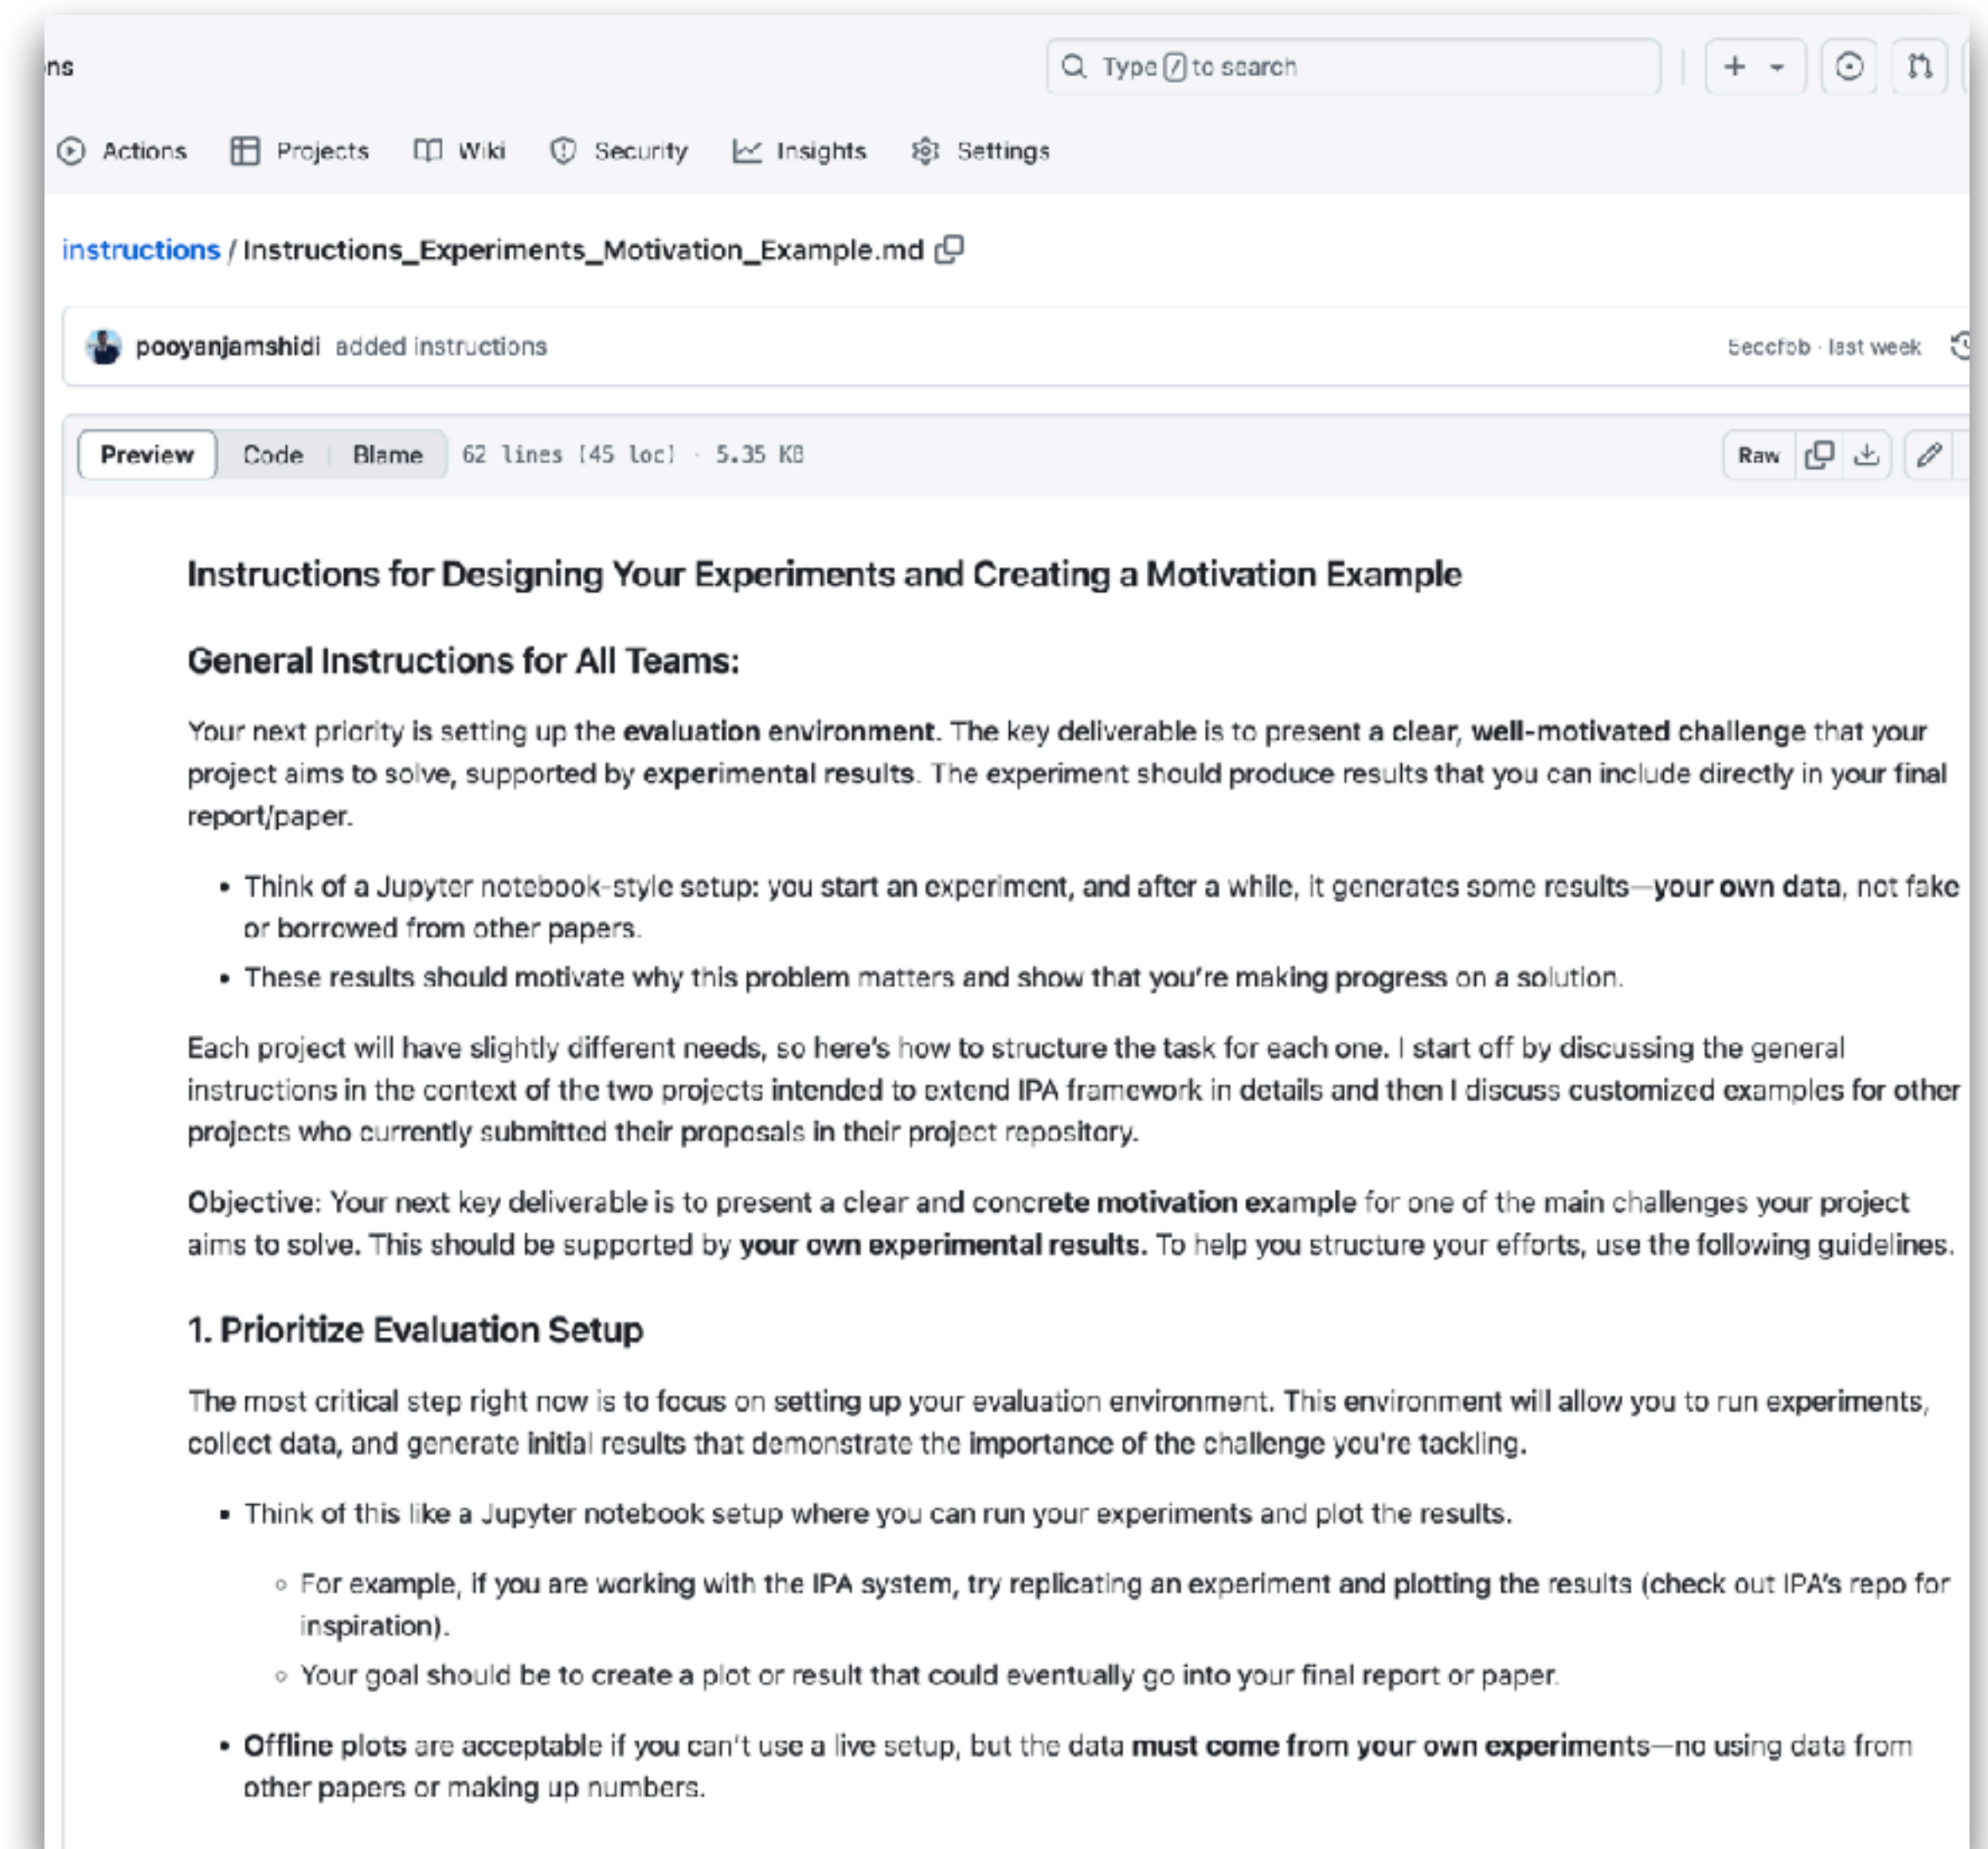 ns
Type / to search
Actions Projects Wiki Security Insights Settings
instructions / Instructions_Experiments_Motivation_Example.md
pooyanjamshidi added instructions
5eccfbb · last week
Preview Code Blame 62 lines (45 loc) · 5.35 KB
Raw
Instructions for Designing Your Experiments and Creating a Motivation Example
General Instructions for All Teams:
Your next priority is setting up the evaluation environment. The key deliverable is to present a clear, well-motivated challenge that your
project aims to solve, supported by experimental results. The experiment should produce results that you can include directly in your final
report/paper.
• Think of a Jupyter notebook-style setup: you start an experiment, and after a while, it generates some results—your own data, not fake
or borrowed from other papers.
• These results should motivate why this problem matters and show that you're making progress on a solution.
Each project will have slightly different needs, so here's how to structure the task for each one. I start off by discussing the general
instructions in the context of the two projects intended to extend IPA framework in details and then I discuss customized examples for other
projects who currently submitted their proposals in their project repository.
Objective: Your next key deliverable is to present a clear and concrete motivation example for one of the main challenges your project
aims to solve. This should be supported by your own experimental results. To help you structure your efforts, use the following guidelines.
1. Prioritize Evaluation Setup
The most critical step right now is to focus on setting up your evaluation environment. This environment will allow you to run experiments,
collect data, and generate initial results that demonstrate the importance of the challenge you're tackling.
• Think of this like a Jupyter notebook setup where you can run your experiments and plot the results.
◦ For example, if you are working with the IPA system, try replicating an experiment and plotting the results (check out IPA's repo for
inspiration).
◦ Your goal should be to create a plot or result that could eventually go into your final report or paper.
• Offline plots are acceptable if you can't use a live setup, but the data must come from your own experiments—no using data from
other papers or making up numbers.